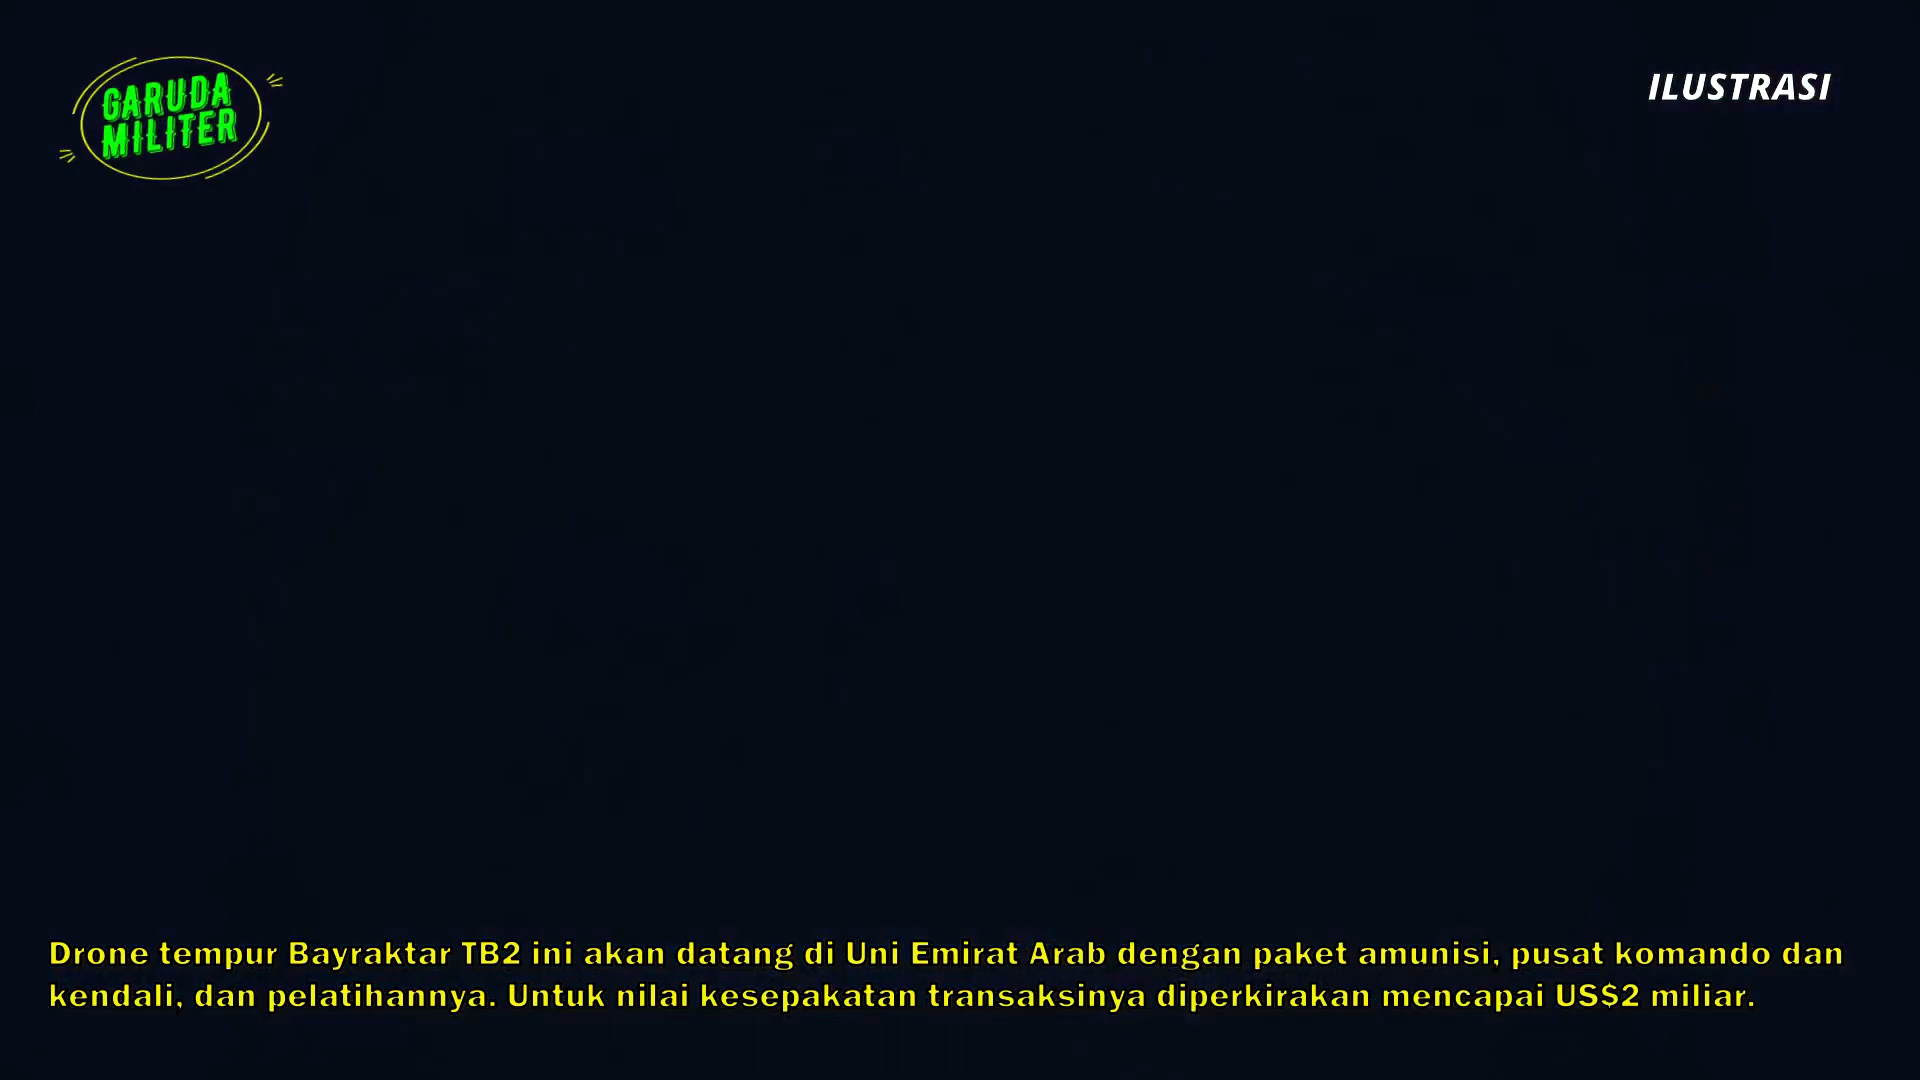 GARUDA
MILITER
ILUSTRASI
Drone tempur Bayraktar TB2 ini akan datang di Uni Emirat Arab dengan paket amunisi, pusat komando dan
kendali, dan pelatihannya. Untuk nilai kesepakatan transaksinya diperkirakan mencapai US$2 miliar.